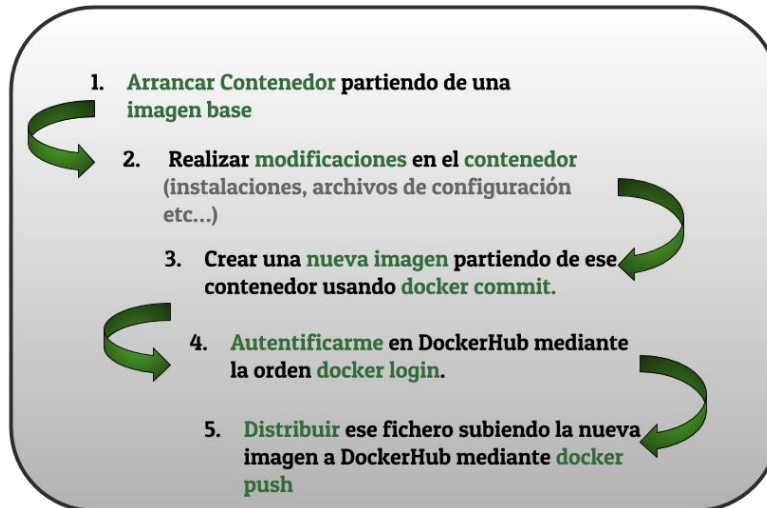 1. Arrancar Contenedor partiendo de una
imagen base
2. Realizar modificaciones en el contenedor
(instalaciones, archivos de configuración
etc...)
3. Crear una nueva imagen partiendo de ese
contenedor usando docker commit.
4. Autentificarme en DockerHub mediante
la orden docker login.
5. Distribuir ese fichero subiendo la nueva
imagen a DockerHub mediante docker
push